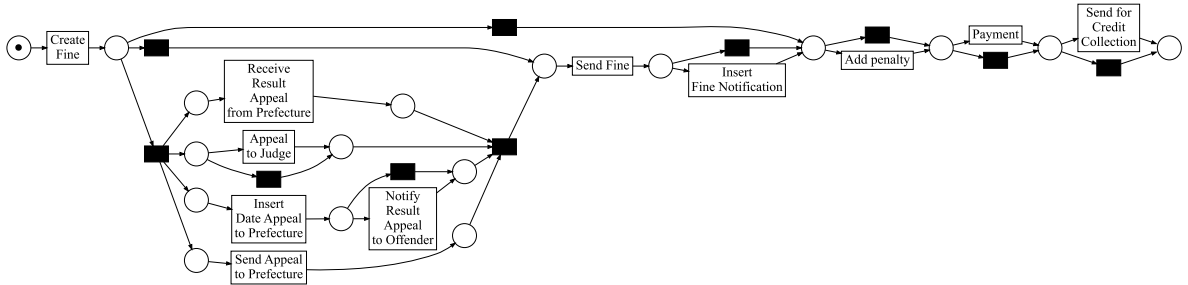 Create
Fine
Receive
Result
Appeal
from Prefecture
Appeal
to Judge
Insert
Date Appeal
to Prefecture
Notify
Result
Appeal
to Offender
Send Appeal
to Prefecture
Send Fine
Insert
Fine Notification
Add penalty
Payment
Send for
Credit
Collection